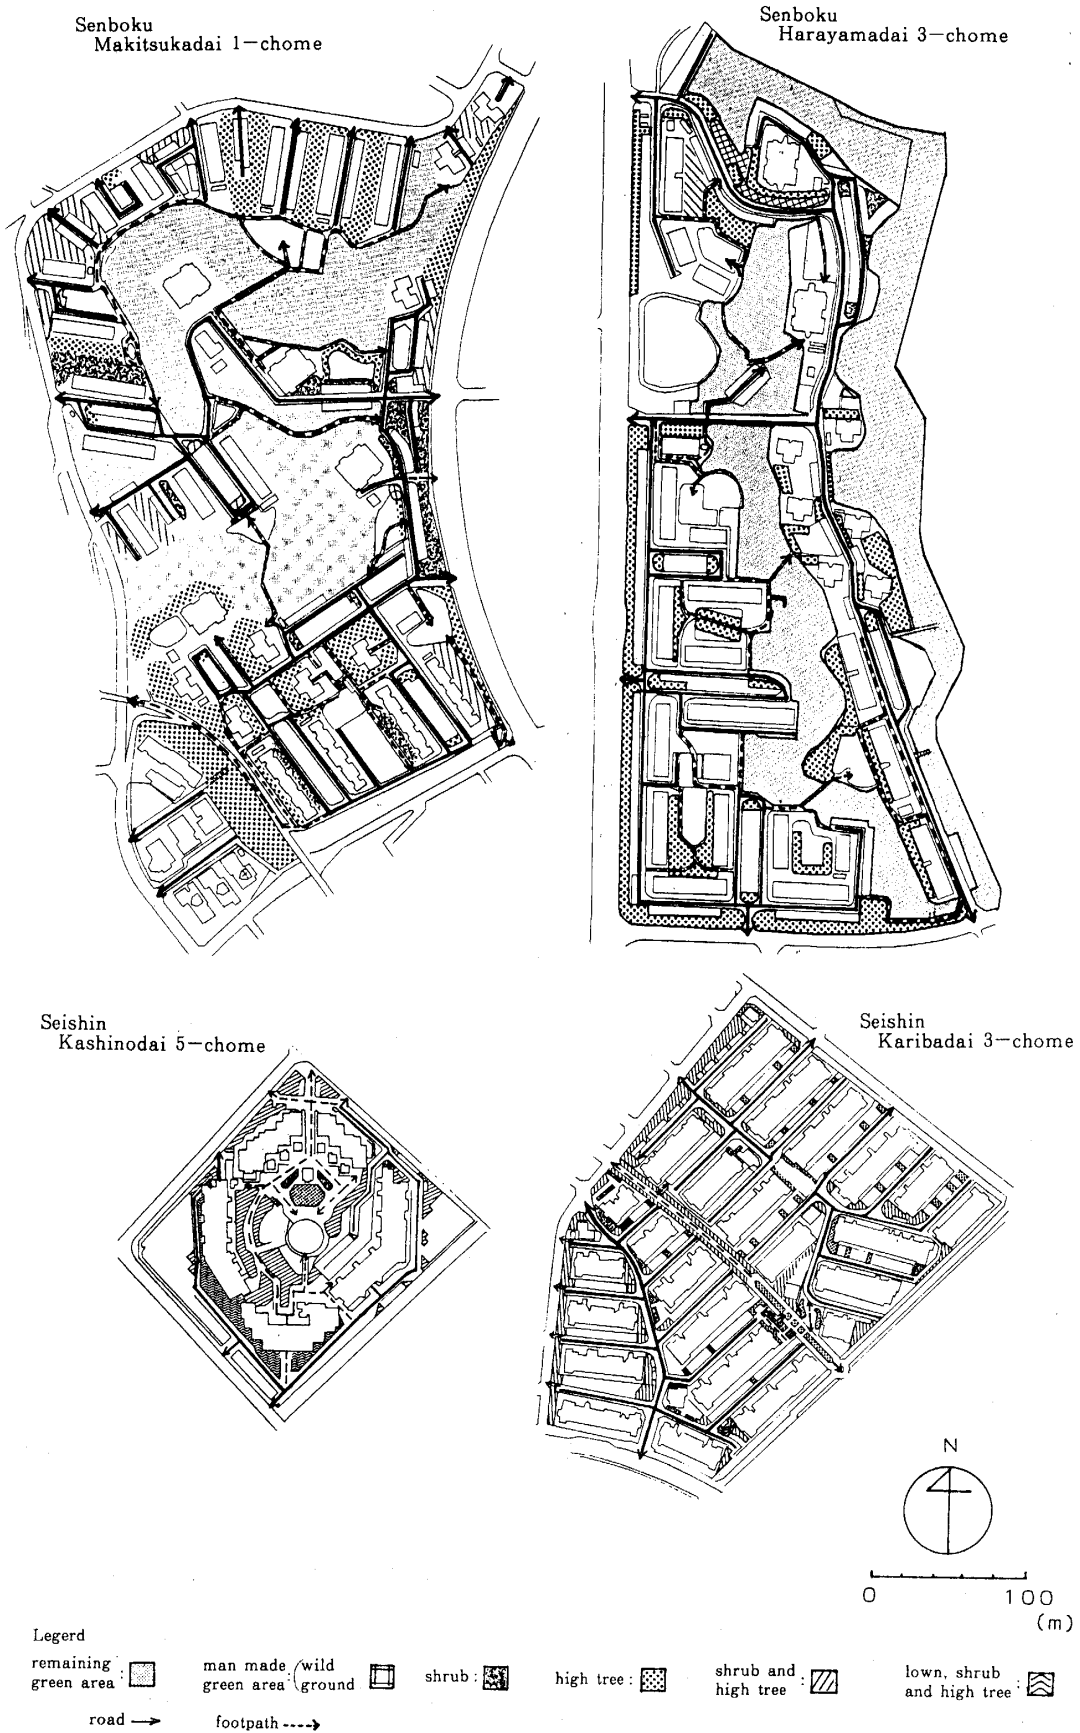 Senboku
Makitsukadai 1-chome
Senboku
Harayamadai 3-chome
Seishin
Kashinodai 5-chome
Seishin
Karibadai 3-chome
N
0 100
(m)
Legerd
remaining
green area :
man made
green area : (wild
ground
shrub :
high tree :
shrub and
high tree :
lown, shrub
and high tree :
road
footpath